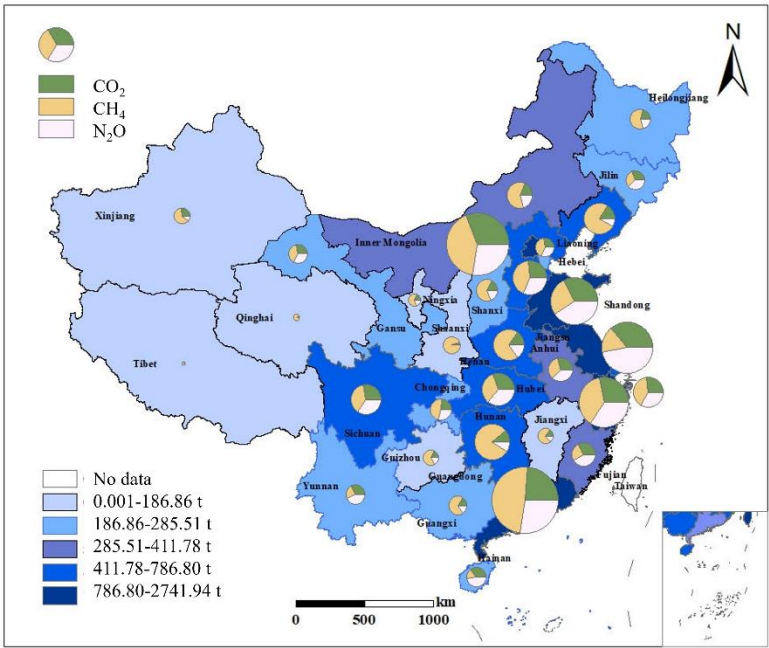 CO₂
CH₄
N₂O
N
Heilongjiang
Jilin
Xinjiang
Inner Mongolia
Liaoning
Hebei
Ningxia
Shanxi
Shandong
Qinghai
Gansu
Shaanxi
Jiangsu
Anhui
Henan
Tibet
Chongqing
Hubei
Sichuan
Hunan
Jiangxi
Guizhou
Guangdong
Fujian
Taiwan
Yunnan
Guangxi
Hainan
No data
0.001-186.86 t
186.86-285.51 t
285.51-411.78 t
411.78-786.80 t
786.80-2741.94 t
km
0 500 1000